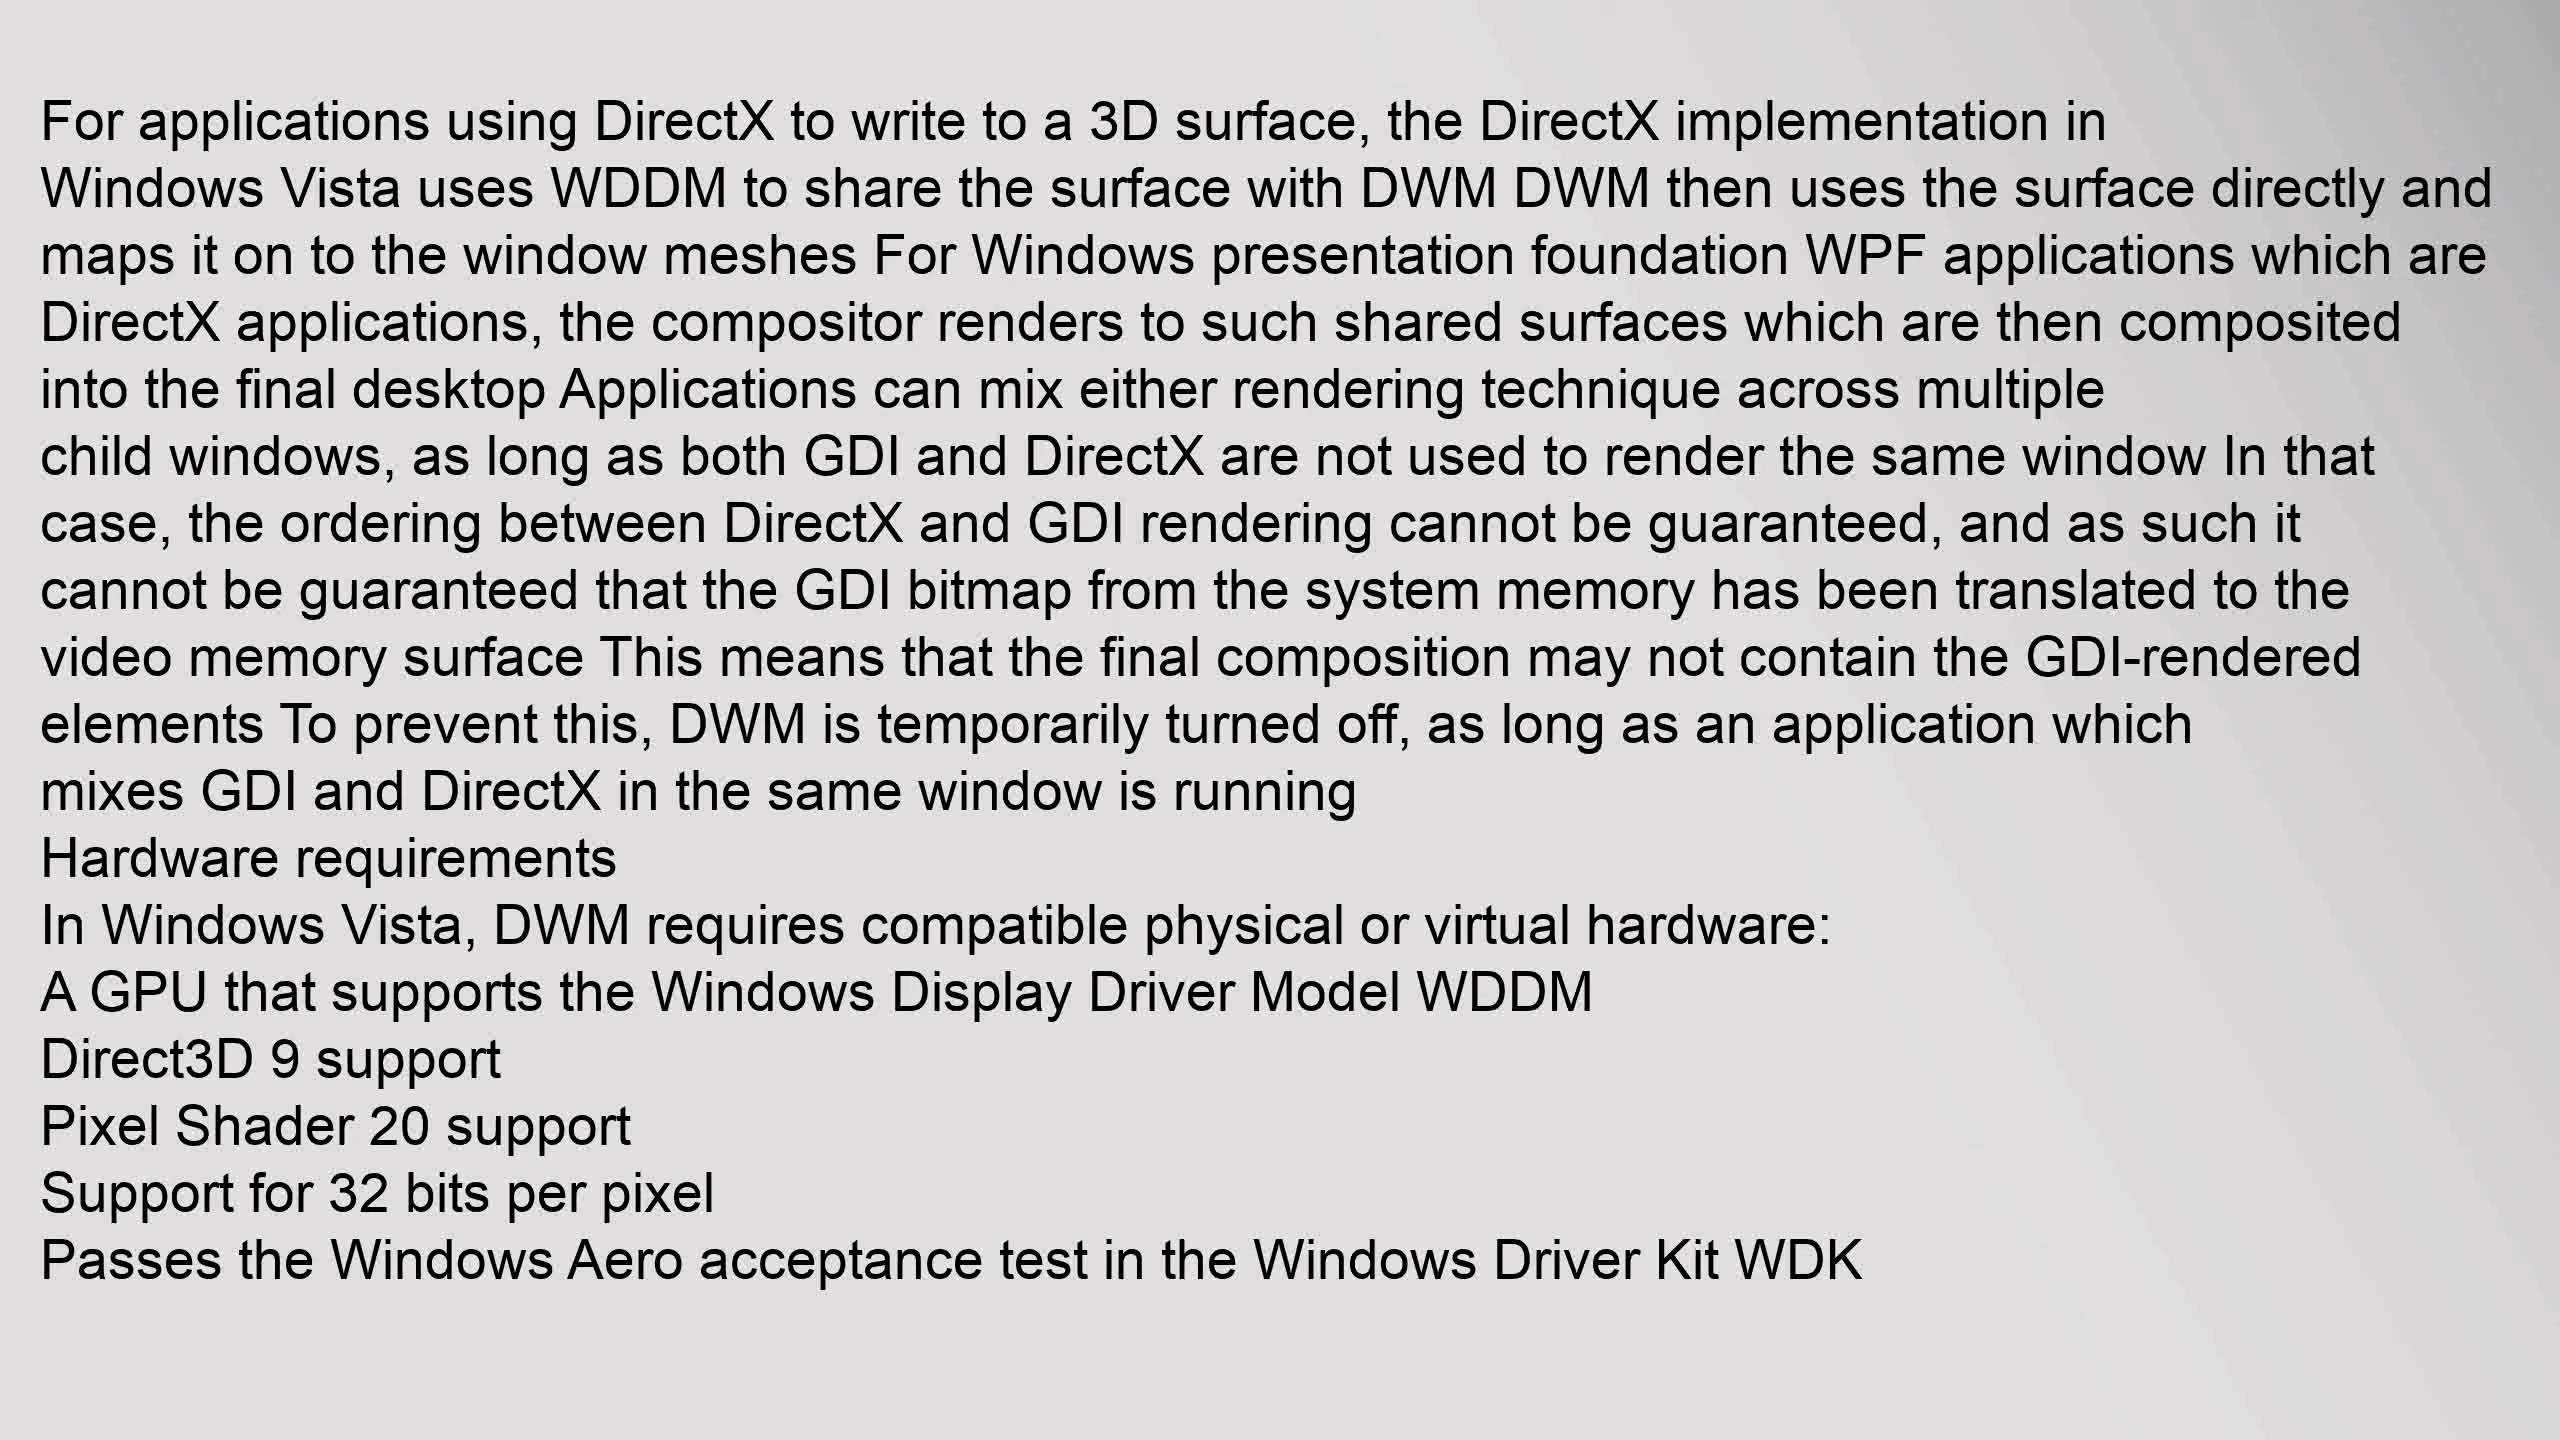 For applications using DirectX to write to a 3D surface, the DirectX implementation in
Windows Vista uses WDDM to share the surface with DWM DWM then uses the surface directly and
maps it on to the window meshes For Windows presentation foundation WPF applications which are
DirectX applications, the compositor renders to such shared surfaces which are then composited
into the final desktop Applications can mix either rendering technique across multiple
child windows, as long as both GDI and DirectX are not used to render the same window In that
case, the ordering between DirectX and GDI rendering cannot be guaranteed, and as such it
cannot be guaranteed that the GDI bitmap from the system memory has been translated to the
video memory surface This means that the final composition may not contain the GDI-rendered
elements To prevent this, DWM is temporarily turned off, as long as an application which
mixes GDI and DirectX in the same window is running
Hardware requirements
In Windows Vista, DWM requires compatible physical or virtual hardware:
A GPU that supports the Windows Display Driver Model WDDM
Direct3D 9 support
Pixel Shader 20 support
Support for 32 bits per pixel
Passes the Windows Aero acceptance test in the Windows Driver Kit WDK